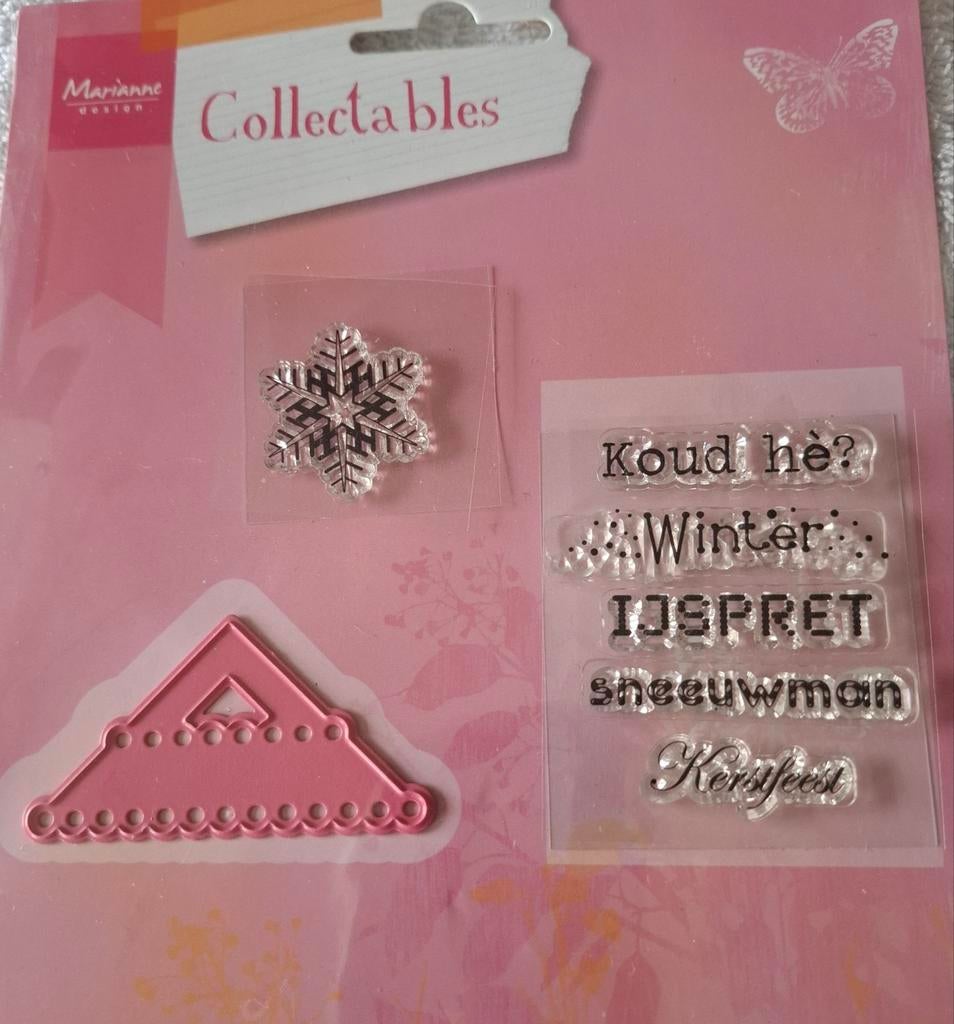 Marianne
design
Collectables
Koud hè?
Winter
IJSPRET
sneeuwman
Kerstfeest